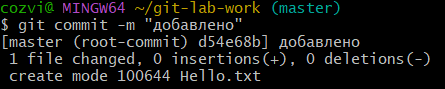 cozvi@ MINGW64 ~/git-lab-work (master)
$ git commit -m "добавлено"
[master (root-commit) d54e68b] добавлено
 1 file changed, 0 insertions(+), 0 deletions(-)
 create mode 100644 Hello.txt